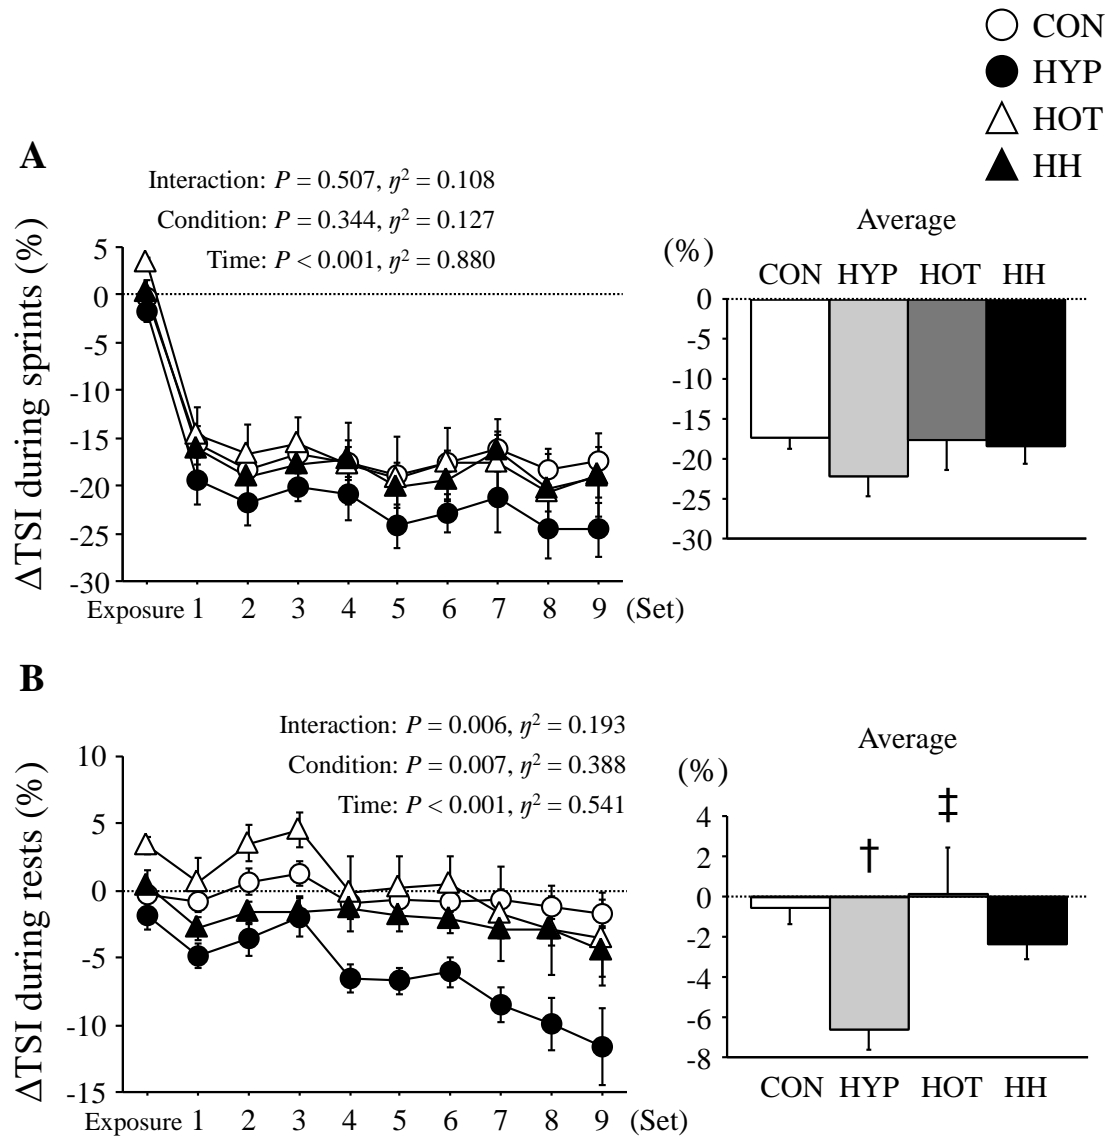 CON
HYP
HOT
HH
A
Interaction: P = 0.507, η² = 0.108
Condition: P = 0.344, η² = 0.127
Time: P < 0.001, η² = 0.880
ΔTSI during sprints (%)
5
0
-5
-10
-15
-20
-25
-30
Exposure 1 2 3 4 5 6 7 8 9 (Set)
Average
(%)
CON HYP HOT HH
0
-5
-10
-15
-20
-25
-30
B
Interaction: P = 0.006, η² = 0.193
Condition: P = 0.007, η² = 0.388
Time: P < 0.001, η² = 0.541
ΔTSI during rests (%)
10
5
0
-5
-10
-15
Exposure 1 2 3 4 5 6 7 8 9 (Set)
Average
(%)
4
2
0
-2
-4
-6
-8
† ‡
CON HYP HOT HH